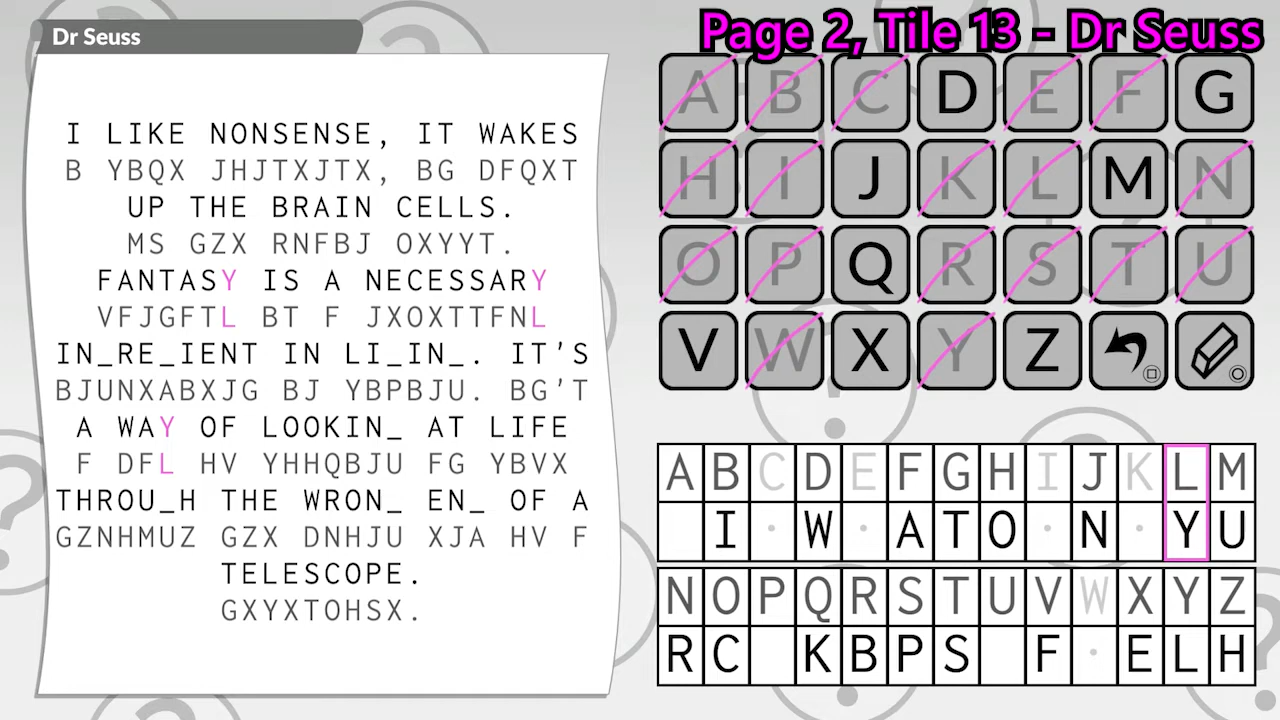 Page 2, Tile 13 - Dr Seuss
Dr Seuss
I LIKE NONSENSE, IT WAKES
B YBQX JHJTXJTX, BG DFQXT
UP THE BRAIN CELLS.
MS GZX RNFBJ OXYYT.
FANTASY IS A NECESSARY
VFJGFTL BT F JXOXTTFNL
IN_RE_IENT IN LI_IN_. IT'S
BJUNXABXJG BJ YBPBJU. BG'T
A WAY OF LOOKIN_ AT LIFE
F DFL HV YHHQBJU FG YBVX
THROU_H THE WRON_ EN_ OF A
GZNHMUZ GZX DNHJU XJA HV F
TELESCOPE.
GXYXTOHSX.
A B C D E F G
H I J K L M N
O P Q R S T U
V W X Y Z
A B C D E F G H I J K L M
I · W · A T O · N · Y U
N O P Q R S T U V W X Y Z
R C K B P S F · E L H